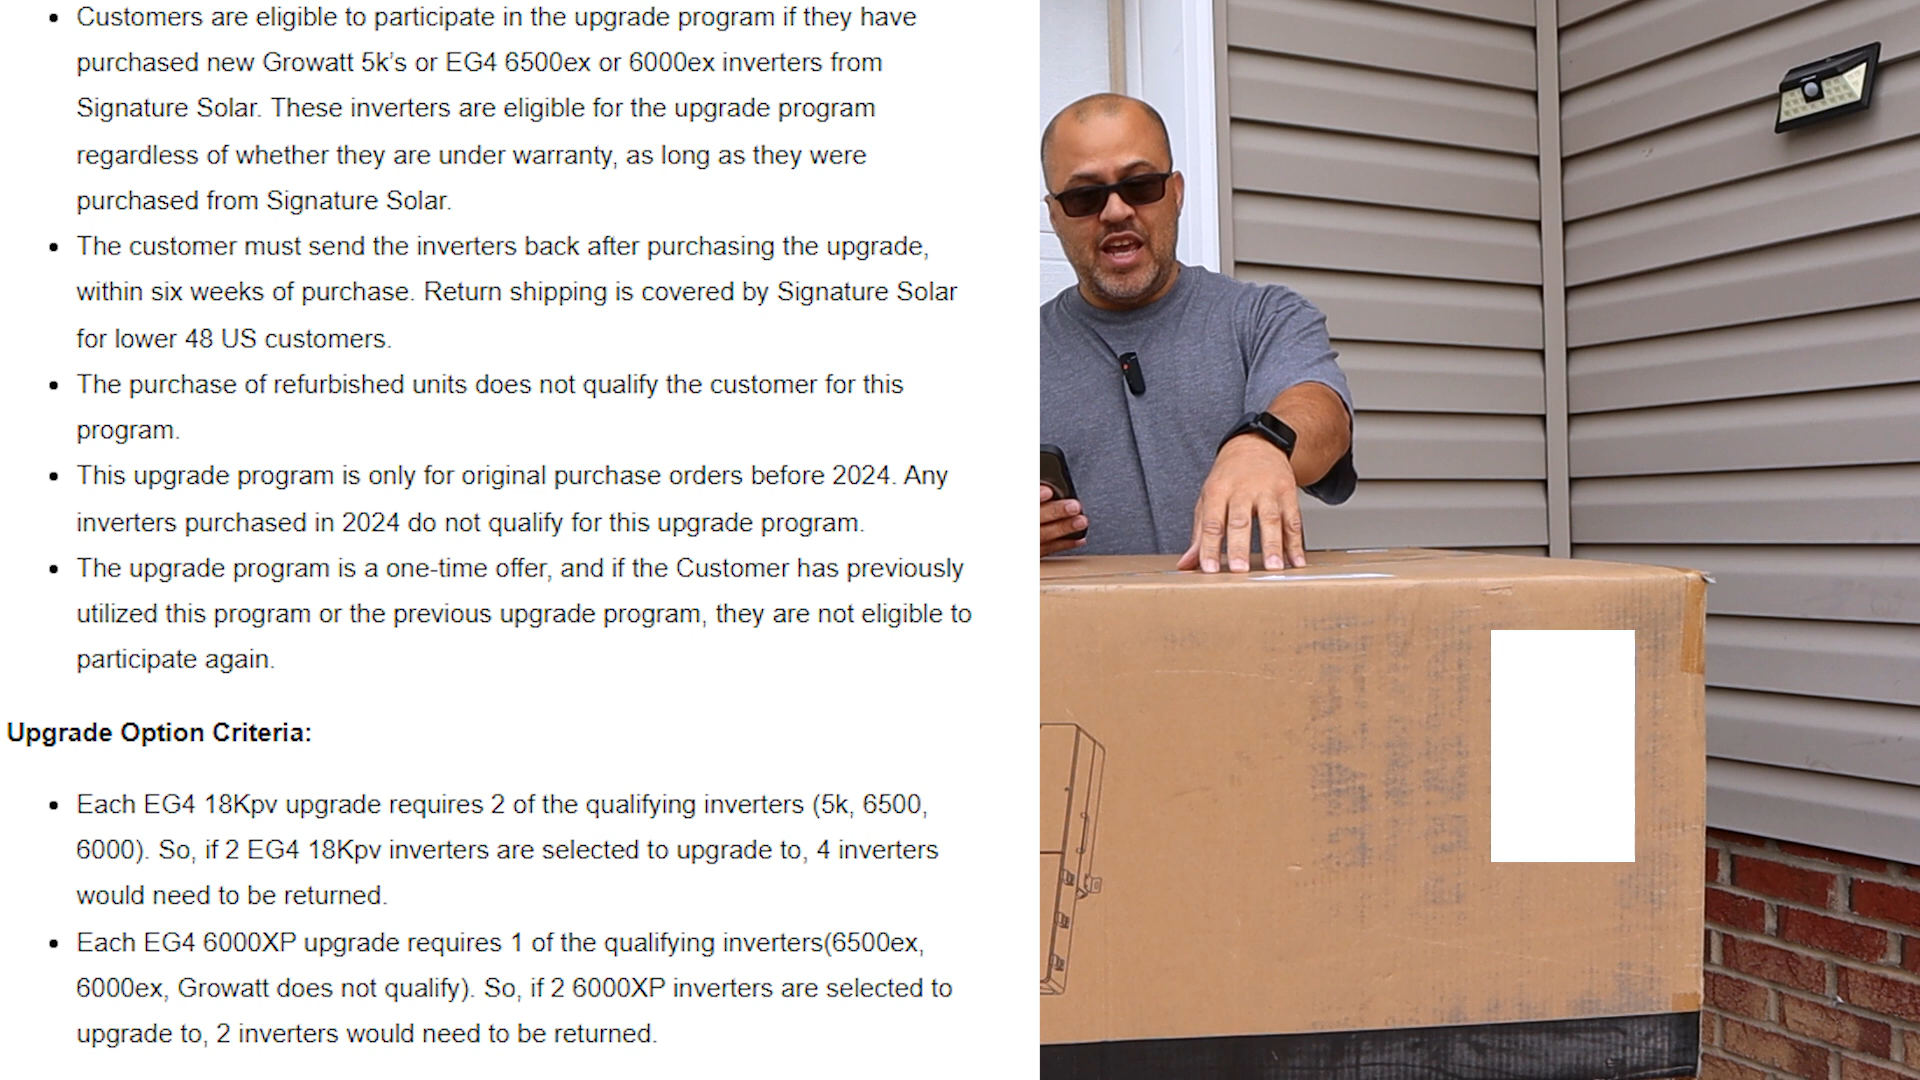 Customers are eligible to participate in the upgrade program if they have
purchased new Growatt 5k's or EG4 6500ex or 6000ex inverters from
Signature Solar. These inverters are eligible for the upgrade program
regardless of whether they are under warranty, as long as they were
purchased from Signature Solar.
The customer must send the inverters back after purchasing the upgrade,
within six weeks of purchase. Return shipping is covered by Signature Solar
for lower 48 US customers.
The purchase of refurbished units does not qualify the customer for this
program.
This upgrade program is only for original purchase orders before 2024. Any
inverters purchased in 2024 do not qualify for this upgrade program.
The upgrade program is a one-time offer, and if the Customer has previously
utilized this program or the previous upgrade program, they are not eligible to
participate again.
Upgrade Option Criteria:
Each EG4 18Kpv upgrade requires 2 of the qualifying inverters (5k, 6500,
6000). So, if 2 EG4 18Kpv inverters are selected to upgrade to, 4 inverters
would need to be returned.
Each EG4 6000XP upgrade requires 1 of the qualifying inverters(6500ex,
6000ex, Growatt does not qualify). So, if 2 6000XP inverters are selected to
upgrade to, 2 inverters would need to be returned.